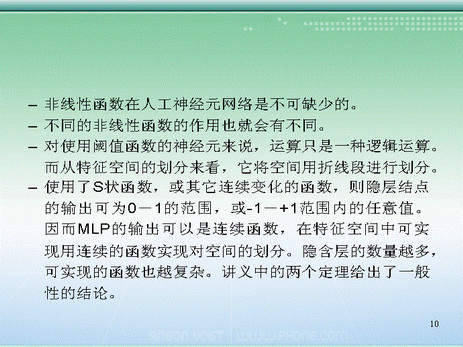 – 非线性函数在人工神经元网络是不可缺少的。
– 不同的非线性函数的作用也就会有不同。
– 对使用阈值函数的神经元来说，运算只是一种逻辑运算。
而从特征空间的划分来看，它将空间用折线段进行划分。
– 使用了S状函数，或其它连续变化的函数，则隐层结点
的输出可为0－1的范围，或-1－+1范围内的任意值。
因而MLP的输出可以是连续函数，在特征空间中可实
现用连续的函数实现对空间的划分。隐含层的数量越多，
可实现的函数也越复杂。讲义中的两个定理给出了一般
性的结论。
10